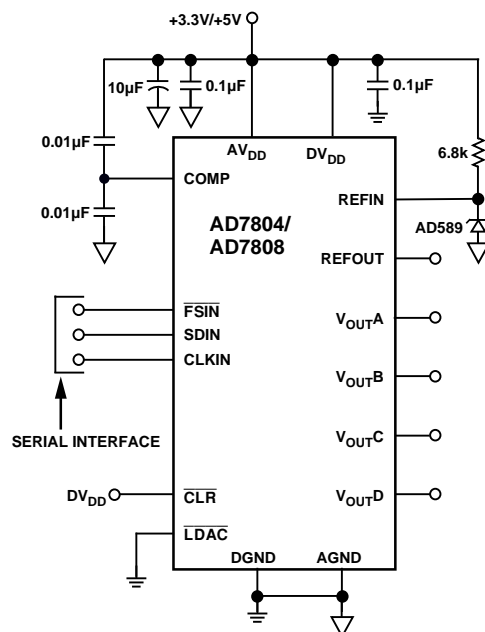 +3.3V/+5V
10µF
0.1µF
0.1µF
0.01µF
AVDD
DVDD
6.8k
COMP
REFIN
0.01µF
AD7804/
AD7808
AD589
REFOUT
FSIN
VOUTA
SDIN
CLKIN
VOUTB
SERIAL INTERFACE
VOUTC
DVDD
CLR
VOUTD
LDAC
DGND
AGND